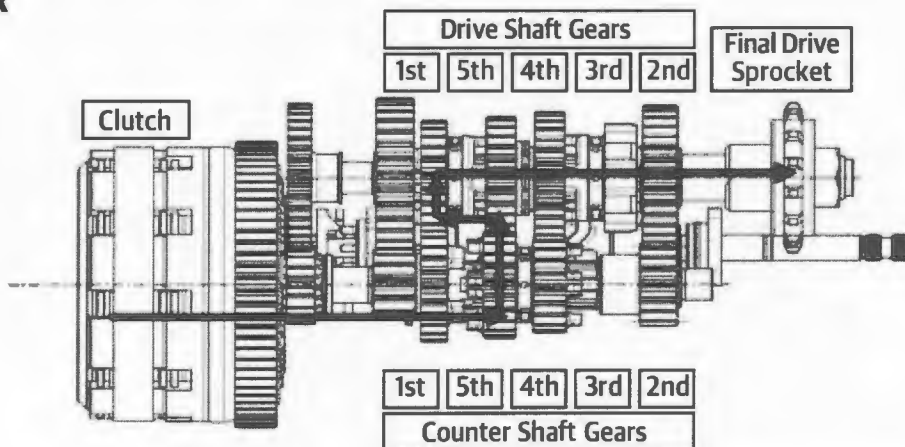 Drive Shaft Gears
Final Drive
Sprocket
1st 5th 4th 3rd 2nd
Clutch
1st 5th 4th 3rd 2nd
Counter Shaft Gears